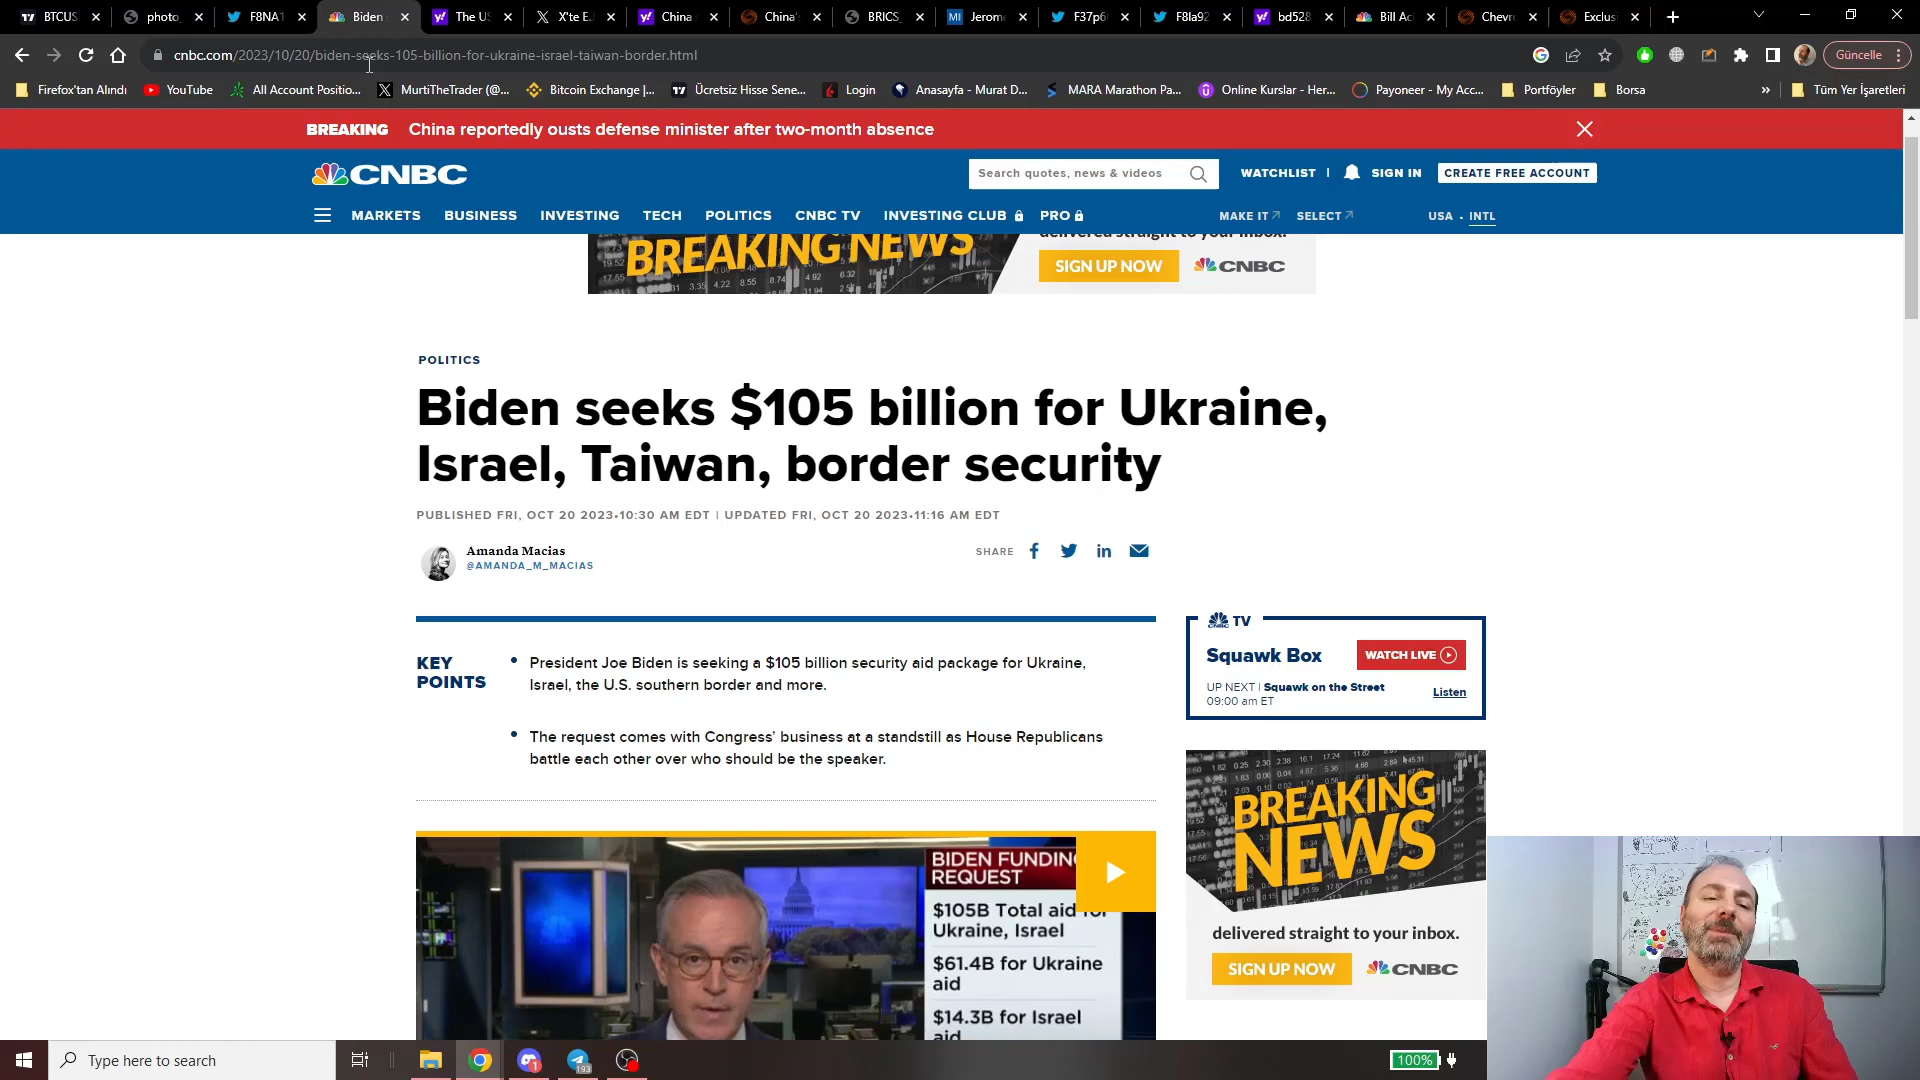 BTCUS
photo_
F8NA1
Biden
The US
X'te E.
China
China'
BRICS_
Jerome
F37p6
F8la92
bd528
Bill Ac
Chevr
Exclus
cnbc.com/2023/10/20/biden-seeks-105-billion-for-ukraine-israel-taiwan-border.html
Güncelle
Firefox'tan Alındı
YouTube
All Account Positio...
MurtiTheTrader (@...
Bitcoin Exchange |...
Ücretsiz Hisse Sene...
Login
Anasayfa - Murat D...
MARA Marathon Pa...
Online Kurslar - Her...
Payoneer - My Acc...
Portföyler
Borsa
»
Tüm Yer İşaretleri
BREAKING China reportedly ousts defense minister after two-month absence
CNBC
Search quotes, news & videos
WATCHLIST |
SIGN IN
CREATE FREE ACCOUNT
MARKETS BUSINESS INVESTING TECH POLITICS CNBC TV INVESTING CLUB PRO
MAKE IT SELECT
USA • INTL
BREAKING NEWS
delivered straight to your inbox.
SIGN UP NOW
CNBC
POLITICS
Biden seeks $105 billion for Ukraine,
Israel, Taiwan, border security
PUBLISHED FRI, OCT 20 2023•10:30 AM EDT | UPDATED FRI, OCT 20 2023•11:16 AM EDT
Amanda Macias
@AMANDA_M_MACIAS
SHARE
KEY
POINTS
• President Joe Biden is seeking a $105 billion security aid package for Ukraine,
Israel, the U.S. southern border and more.
• The request comes with Congress’ business at a standstill as House Republicans
battle each other over who should be the speaker.
CNBC TV
Squawk Box
WATCH LIVE
UP NEXT | Squawk on the Street
09:00 am ET
Listen
BREAKING
NEWS
delivered straight to your inbox.
SIGN UP NOW
CNBC
BIDEN FUNDING
REQUEST
$105B Total aid for
Ukraine, Israel
$61.4B for Ukraine
aid
$14.3B for Israel
aid
Type here to search
1
193
100%